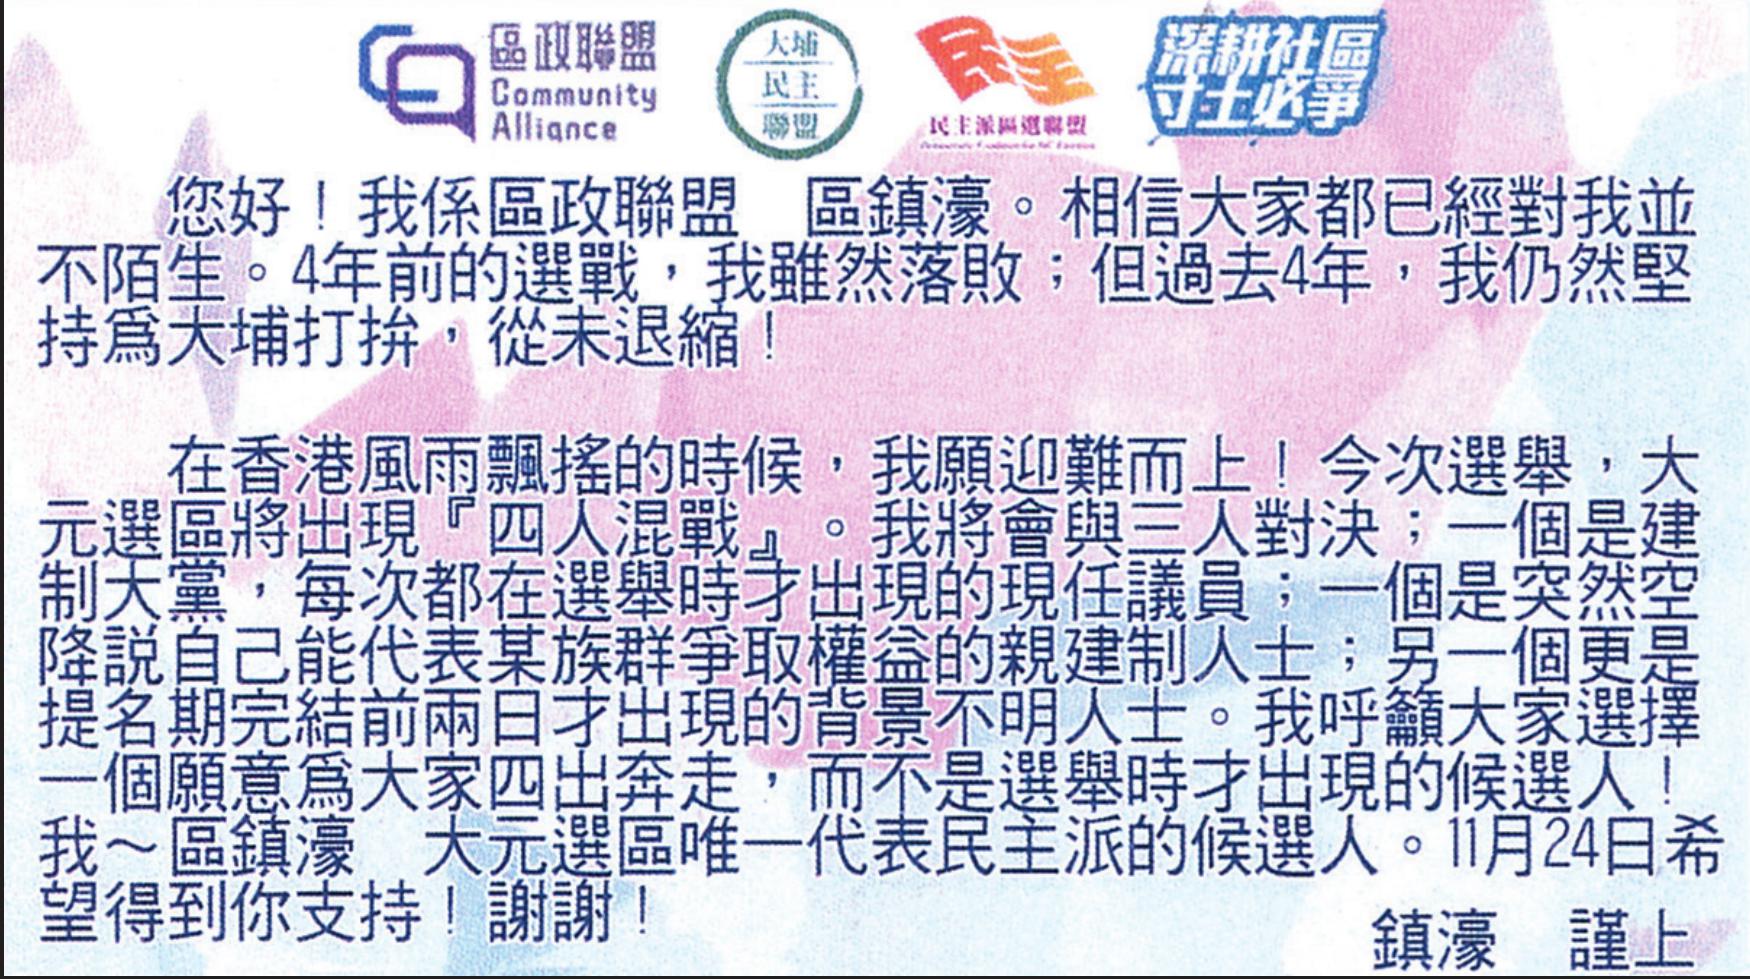 區政聯盟
Community
Alliance
大埔
民主
聯盟
民主
民主派區選聯盟
深耕社區
寸土必爭
您好！我係區政聯盟　區鎮濠。相信大家都已經對我並
不陌生。4年前的選戰，我雖然落敗；但過去4年，我仍然堅
持爲大埔打拚，從未退縮！
在香港風雨飄搖的時候，我願迎難而上！今次選舉，大
元選區將出現『四人混戰』。我將會與三人對決；一個是建
制大黨，每次都在選舉時才出現的現任議員；一個是突然空
降説自己能代表某族群爭取權益的親建制人士；另一個更是
提名期完結前兩日才出現的背景不明人士。我呼籲大家選擇
一個願意爲大家四出奔走，而不是選舉時才出現的候選人！
我～區鎮濠　大元選區唯一代表民主派的候選人。11月24日希
望得到你支持！謝謝！
鎮濠　謹上